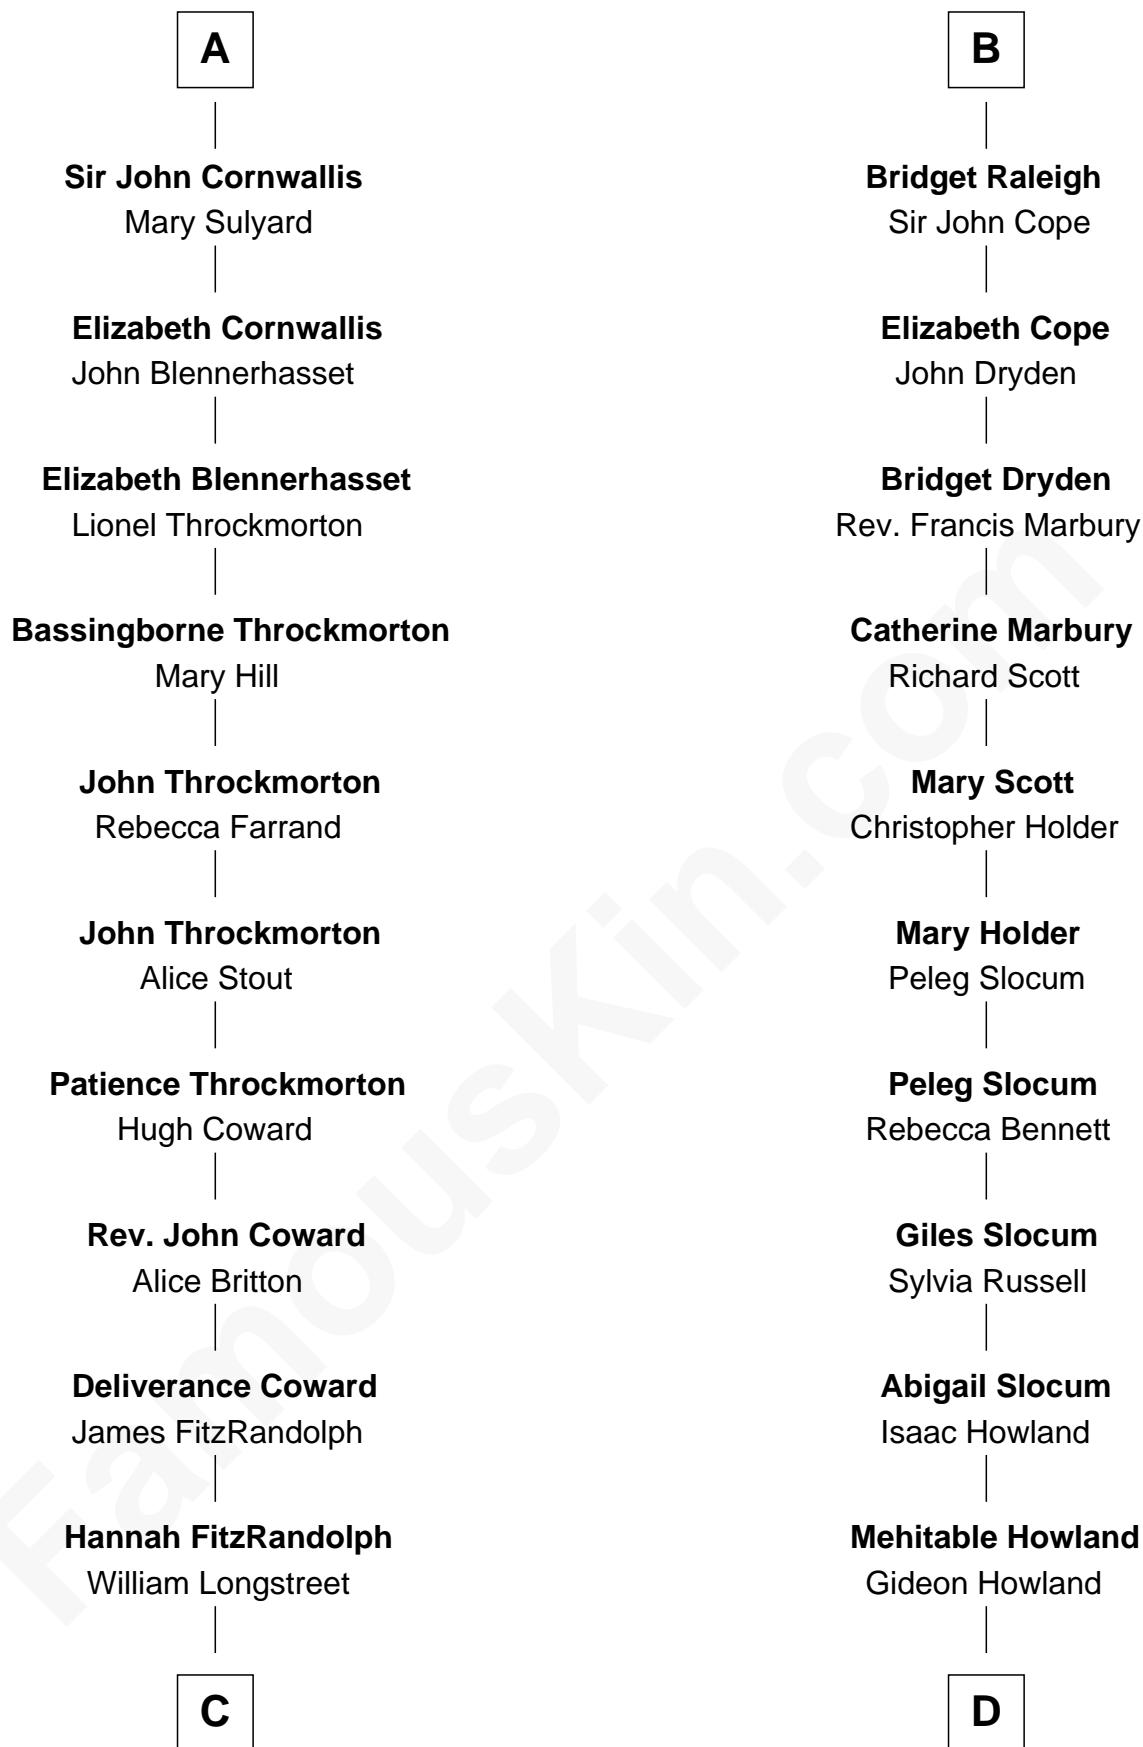 A
Sir John Cornwallis
Mary Sulyard
Elizabeth Cornwallis
John Blennerhasset
Elizabeth Blennerhasset
Lionel Throckmorton
Bassingborne Throckmorton
Mary Hill
John Throckmorton
Rebecca Farrand
John Throckmorton
Alice Stout
Patience Throckmorton
Hugh Coward
Rev. John Coward
Alice Britton
Deliverance Coward
James FitzRandolph
Hannah FitzRandolph
William Longstreet
C
B
Bridget Raleigh
Sir John Cope
Elizabeth Cope
John Dryden
Bridget Dryden
Rev. Francis Marbury
Catherine Marbury
Richard Scott
Mary Scott
Christopher Holder
Mary Holder
Peleg Slocum
Peleg Slocum
Rebecca Bennett
Giles Slocum
Sylvia Russell
Abigail Slocum
Isaac Howland
Mehitable Howland
Gideon Howland
D
FamousKin.com